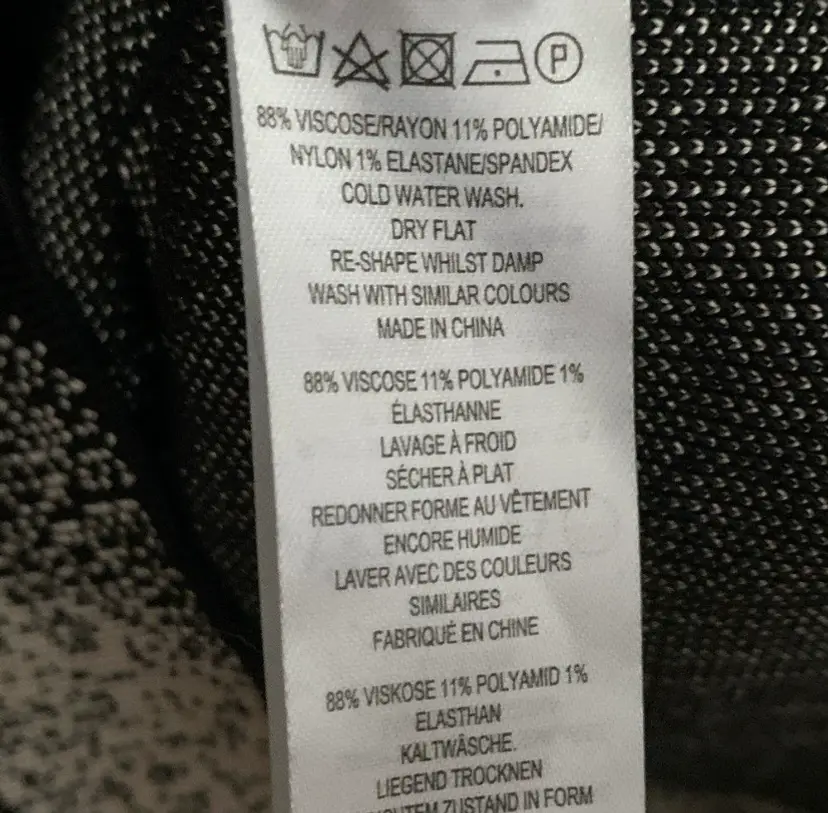 P
88% VISCOSE/RAYON 11% POLYAMIDE/
NYLON 1% ELASTANE/SPANDEX
COLD WATER WASH.
DRY FLAT
RE-SHAPE WHILST DAMP
WASH WITH SIMILAR COLOURS
MADE IN CHINA
88% VISCOSE 11% POLYAMIDE 1%
ÉLASTHANNE
LAVAGE À FROID
SÉCHER À PLAT
REDONNER FORME AU VÊTEMENT
ENCORE HUMIDE
LAVER AVEC DES COULEURS
SIMILAIRES
FABRIQUÉ EN CHINE
88% VISKOSE 11% POLYAMID 1%
ELASTHAN
KALTWÄSCHE.
LIEGEND TROCKNEN
ZUSTAND IN FORM